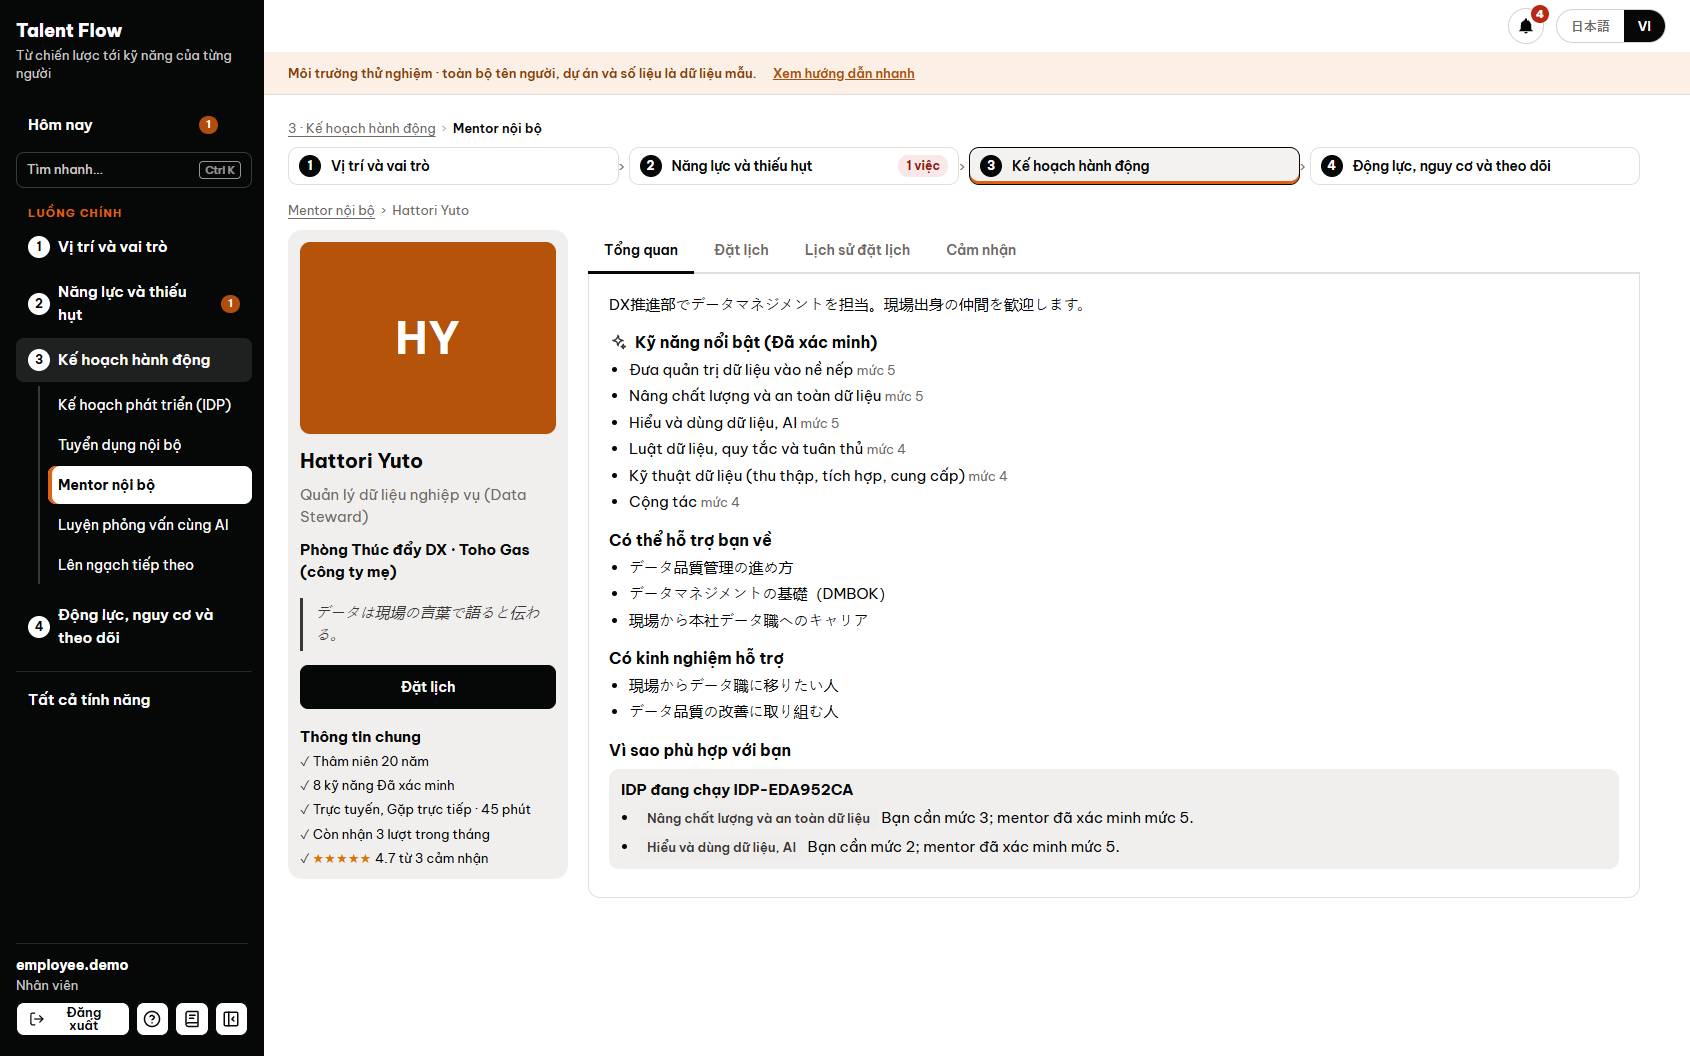 Talent Flow
Từ chiến lược tới kỹ năng của từng
người
Hôm nay 1
Tìm nhanh... Ctrl K
LUỒNG CHÍNH
1 Vị trí và vai trò
2 Năng lực và thiếu
hụt 1
3 Kế hoạch hành động
Kế hoạch phát triển (IDP)
Tuyển dụng nội bộ
Mentor nội bộ
Luyện phỏng vấn cùng AI
Lên ngạch tiếp theo
4 Động lực, nguy cơ và
theo dõi
Tất cả tính năng
employee.demo
Nhân viên
Đăng
xuất
4
日本語 VI
Môi trường thử nghiệm · toàn bộ tên người, dự án và số liệu là dữ liệu mẫu. Xem hướng dẫn nhanh
3 · Kế hoạch hành động › Mentor nội bộ
1 Vị trí và vai trò › 2 Năng lực và thiếu hụt 1 việc › 3 Kế hoạch hành động › 4 Động lực, nguy cơ và theo dõi
Mentor nội bộ › Hattori Yuto
HY
Hattori Yuto
Quản lý dữ liệu nghiệp vụ (Data
Steward)
Phòng Thúc đẩy DX · Toho Gas
(công ty mẹ)
データは現場の言葉で語ると伝わ
る。
Đặt lịch
Thông tin chung
✓ Thâm niên 20 năm
✓ 8 kỹ năng Đã xác minh
✓ Trực tuyến, Gặp trực tiếp · 45 phút
✓ Còn nhận 3 lượt trong tháng
✓ ★★★★★ 4.7 từ 3 cảm nhận
Tổng quan Đặt lịch Lịch sử đặt lịch Cảm nhận
DX推進部でデータマネジメントを担当。現場出身の仲間を歓迎します。
Kỹ năng nổi bật (Đã xác minh)
• Đưa quản trị dữ liệu vào nề nếp mức 5
• Nâng chất lượng và an toàn dữ liệu mức 5
• Hiểu và dùng dữ liệu, AI mức 5
• Luật dữ liệu, quy tắc và tuân thủ mức 4
• Kỹ thuật dữ liệu (thu thập, tích hợp, cung cấp) mức 4
• Cộng tác mức 4
Có thể hỗ trợ bạn về
• データ品質管理の進め方
• データマネジメントの基礎（DMBOK）
• 現場から本社データ職へのキャリア
Có kinh nghiệm hỗ trợ
• 現場からデータ職に移りたい人
• データ品質の改善に取り組む人
Vì sao phù hợp với bạn
IDP đang chạy IDP-EDA952CA
• Nâng chất lượng và an toàn dữ liệu Bạn cần mức 3; mentor đã xác minh mức 5.
• Hiểu và dùng dữ liệu, AI Bạn cần mức 2; mentor đã xác minh mức 5.